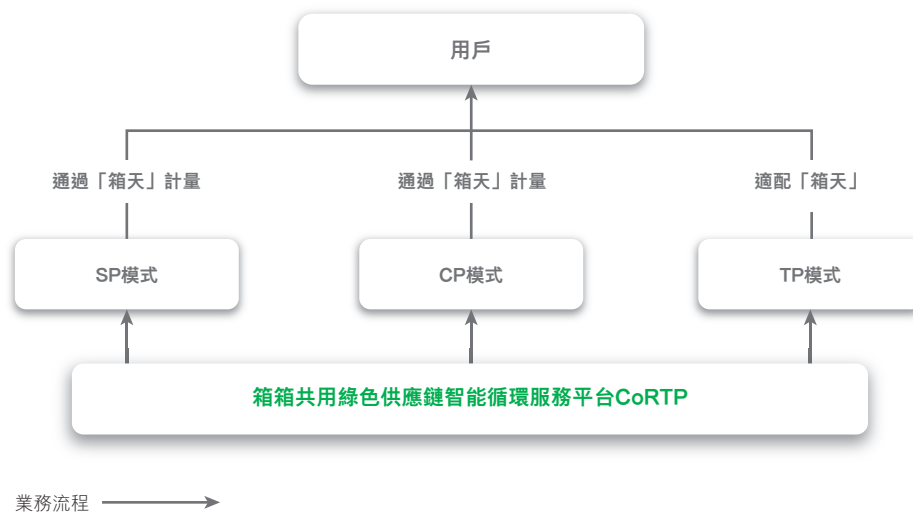 用戶
通過「箱天」計量
通過「箱天」計量
適配「箱天」
SP模式
CP模式
TP模式
箱箱共用綠色供應鏈智能循環服務平台CoRTP
業務流程